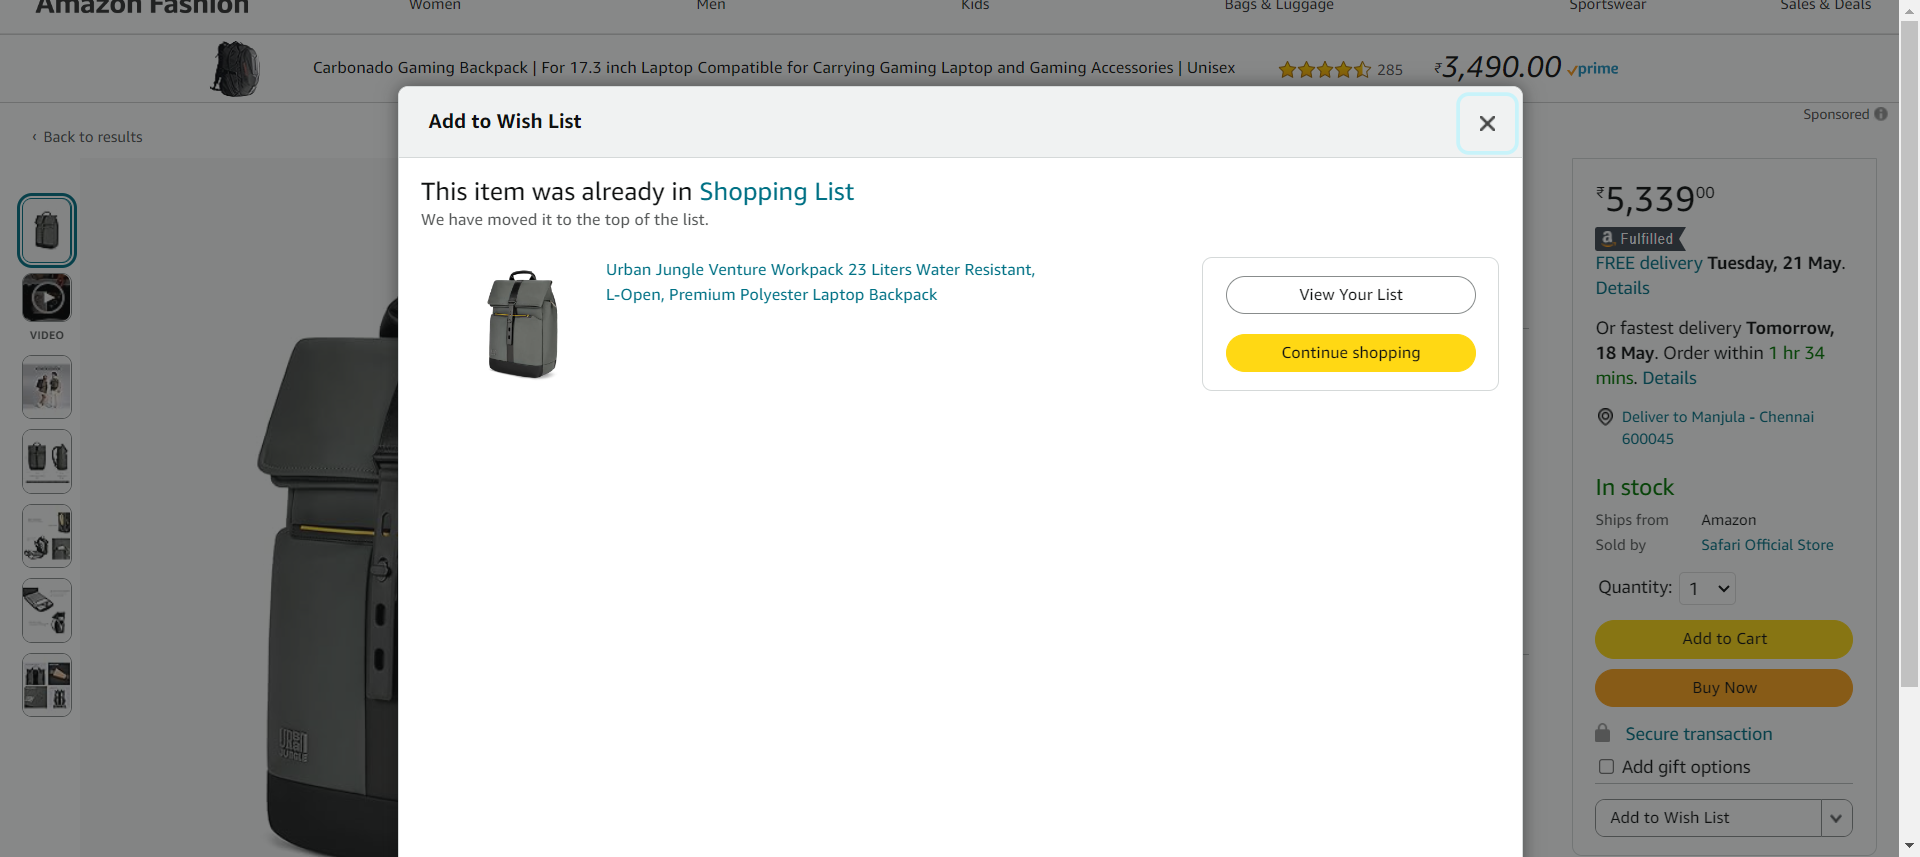 Amazon Fashion
Women
Men
Kids
Bags & Luggage
Sportswear
Sales & Deals
Carbonado Gaming Backpack | For 17.3 inch Laptop Compatible for Carrying Gaming Laptop and Gaming Accessories | Unisex
285
₹3,490.00 prime
Sponsored
‹ Back to results
VIDEO
Add to Wish List
This item was already in Shopping List
We have moved it to the top of the list.
Urban Jungle Venture Workpack 23 Liters Water Resistant,
L-Open, Premium Polyester Laptop Backpack
View Your List
Continue shopping
URBAN
JUNGLE
₹5,33900
a Fulfilled
FREE delivery Tuesday, 21 May.
Details
Or fastest delivery Tomorrow,
18 May. Order within 1 hr 34
mins. Details
Deliver to Manjula - Chennai
600045
In stock
Ships from Amazon
Sold by Safari Official Store
Quantity: 1
Add to Cart
Buy Now
Secure transaction
Add gift options
Add to Wish List